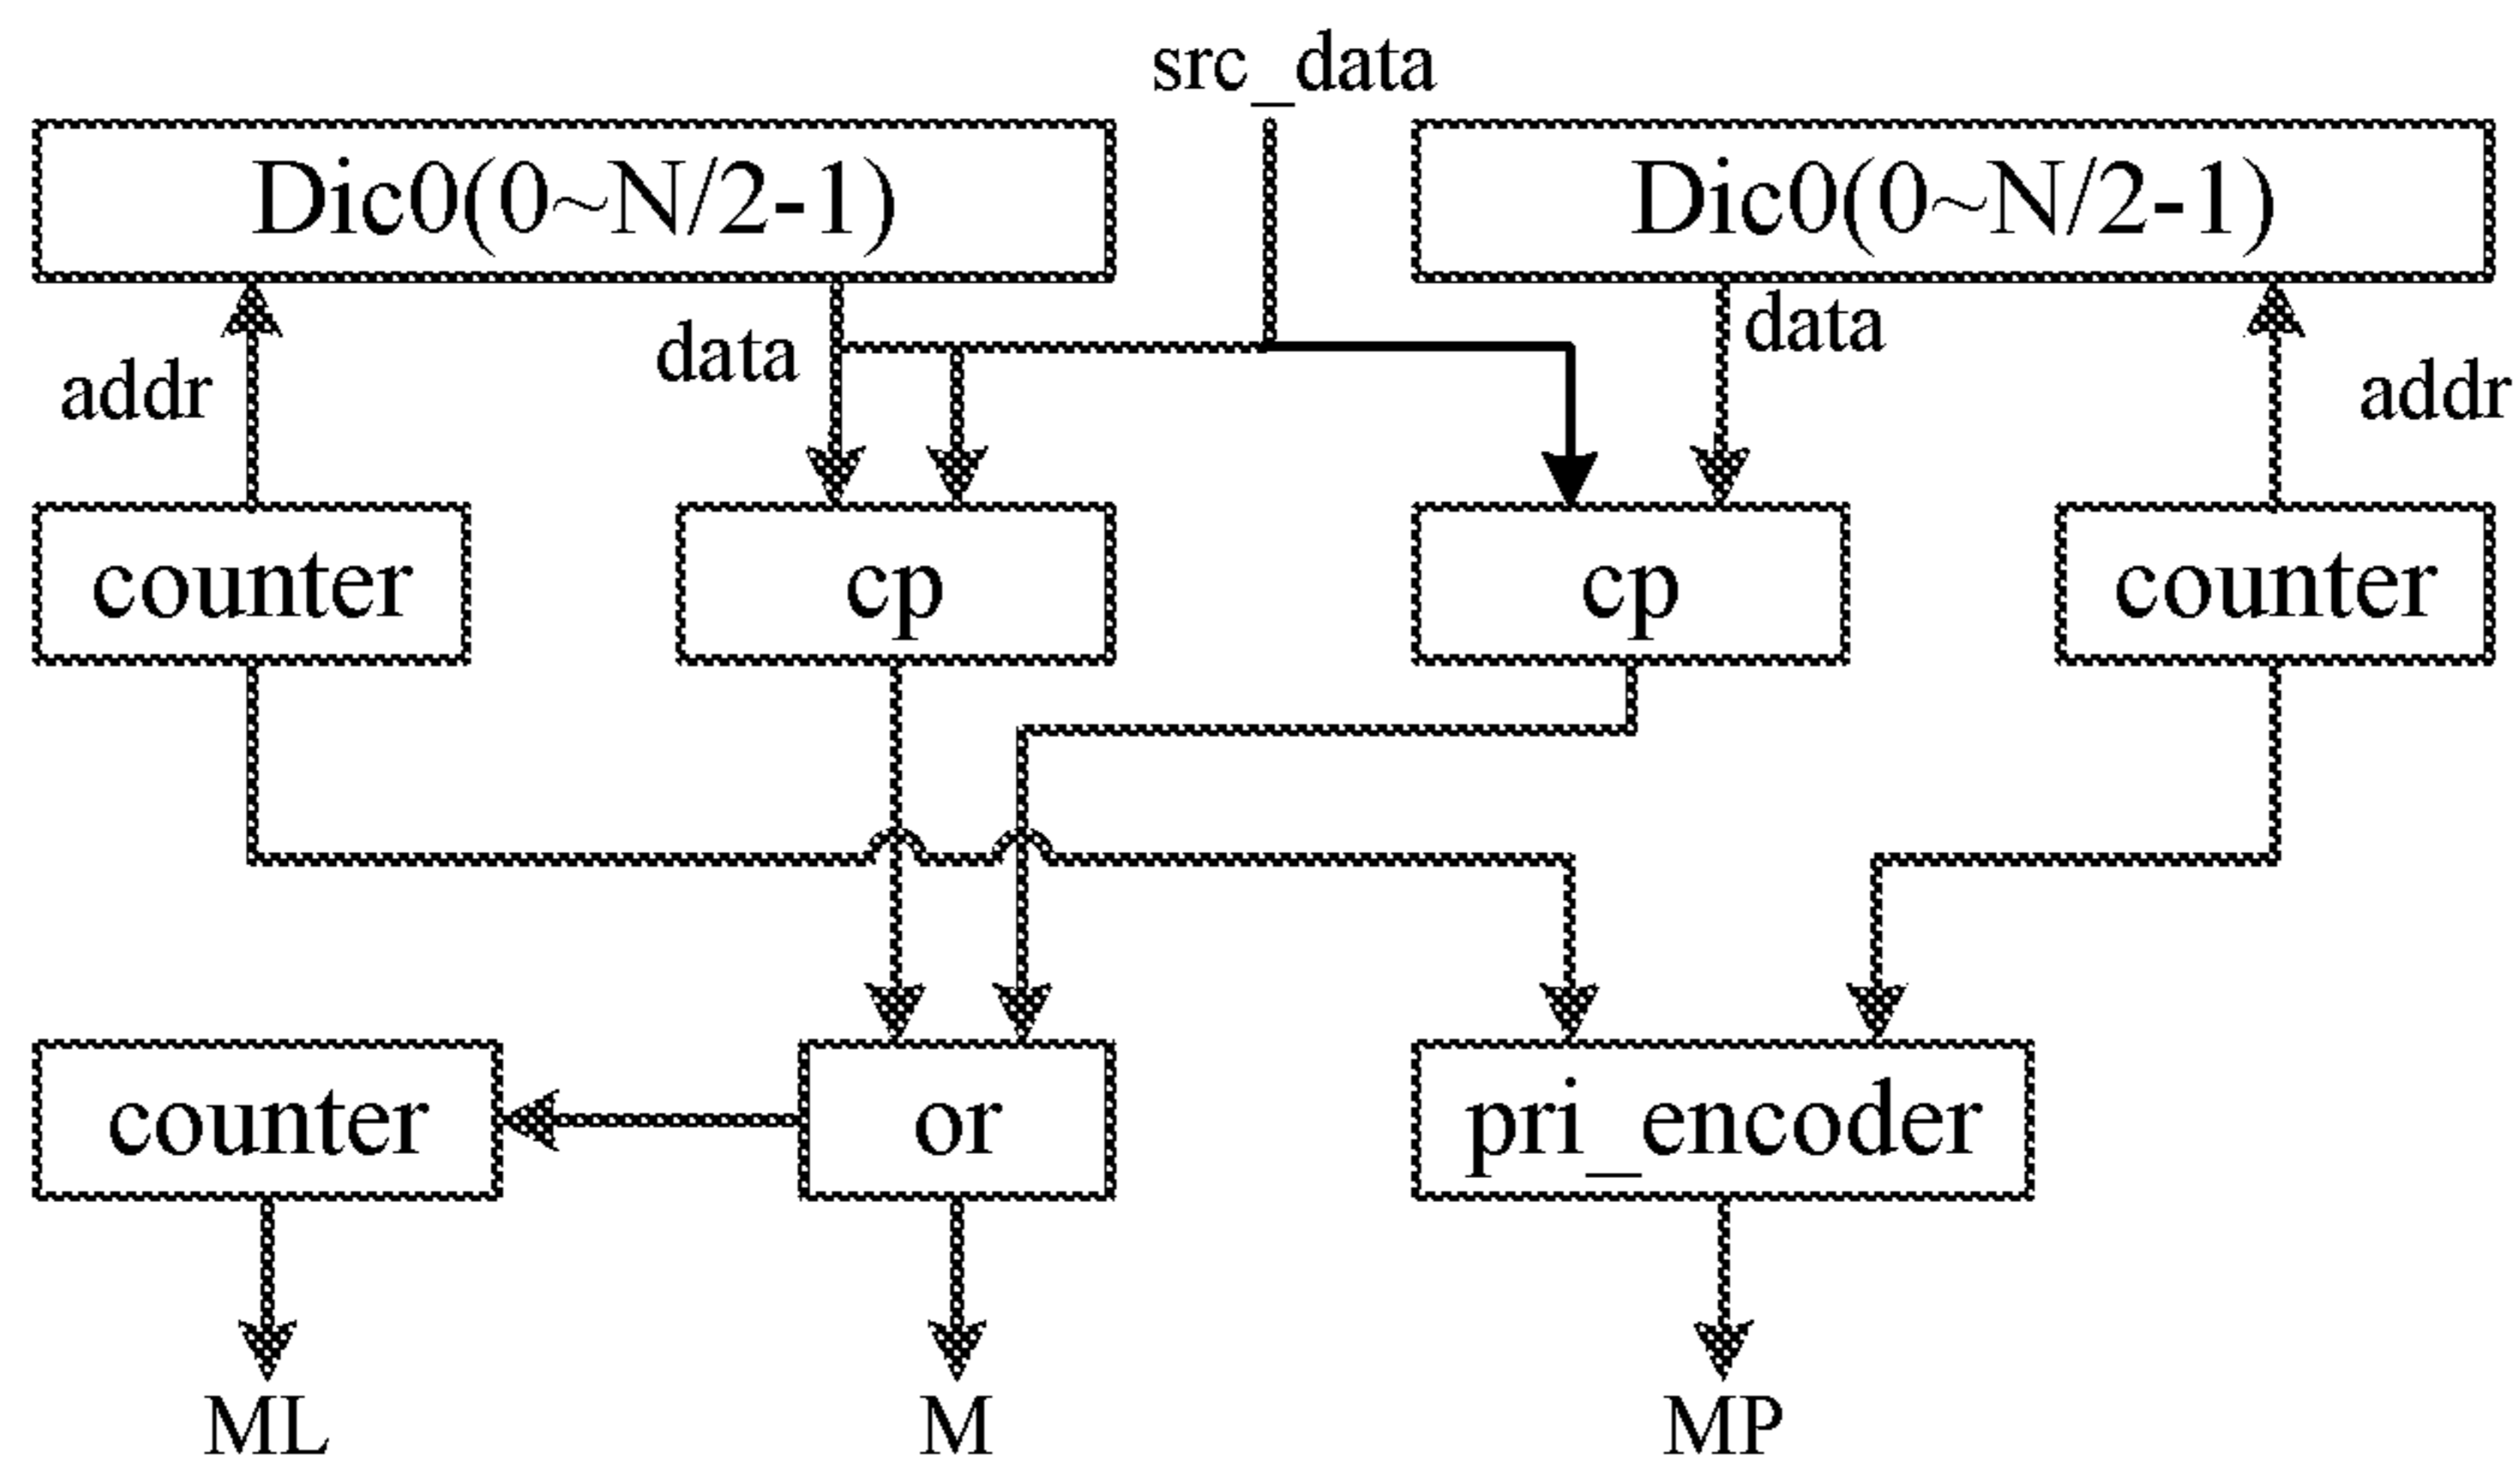 src_data
Dic0(0~N/2-1)
Dic0(0~N/2-1)
data
data
addr
addr
counter
cp
cp
counter
counter
or
pri_encoder
ML
M
MP